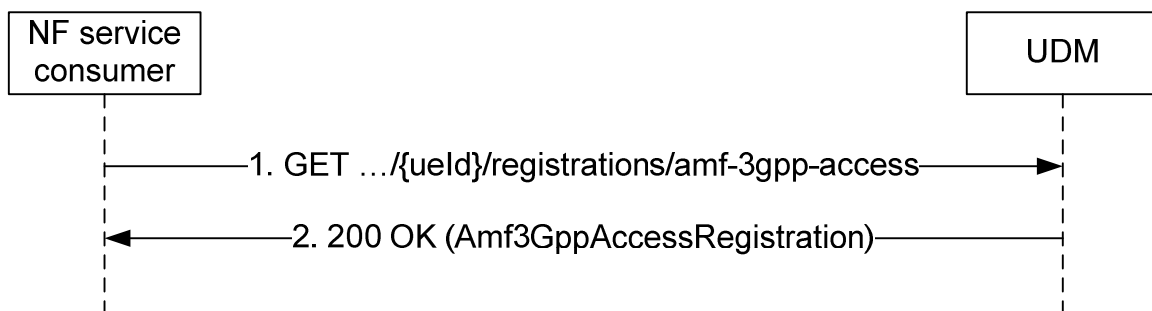 NF service
consumer
UDM
1. GET …/{ueId}/registrations/amf-3gpp-access
2. 200 OK (Amf3GppAccessRegistration)